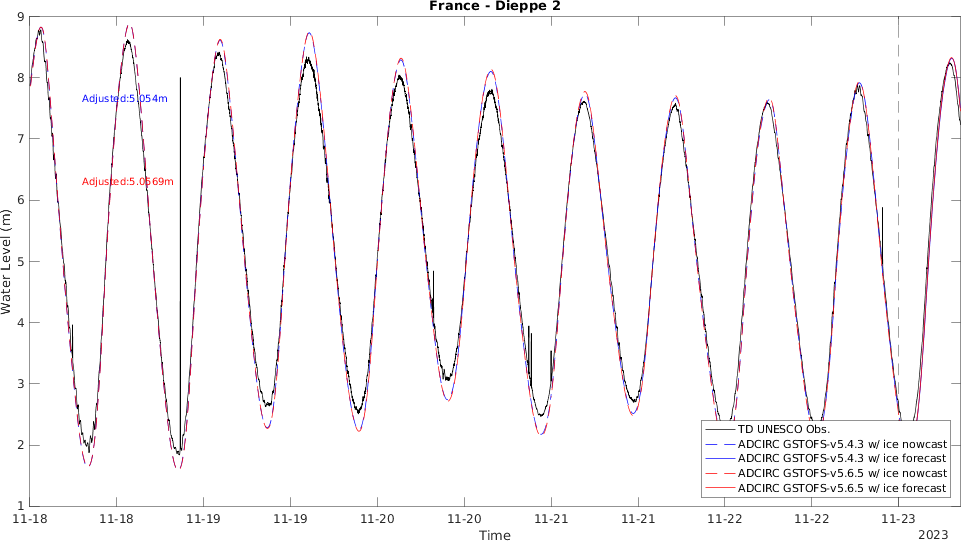 France - Dieppe 2
9
8
7
6
5
4
3
2
1
Water Level (m)
Adjusted:5.054m
Adjusted:5.0569m
TD UNESCO Obs.
ADCIRC GSTOFS-v5.4.3 w/ ice nowcast
ADCIRC GSTOFS-v5.4.3 w/ ice forecast
ADCIRC GSTOFS-v5.6.5 w/ ice nowcast
ADCIRC GSTOFS-v5.6.5 w/ ice forecast
11-18 11-18 11-19 11-19 11-20 11-20 11-21 11-21 11-22 11-22 11-23
Time
2023